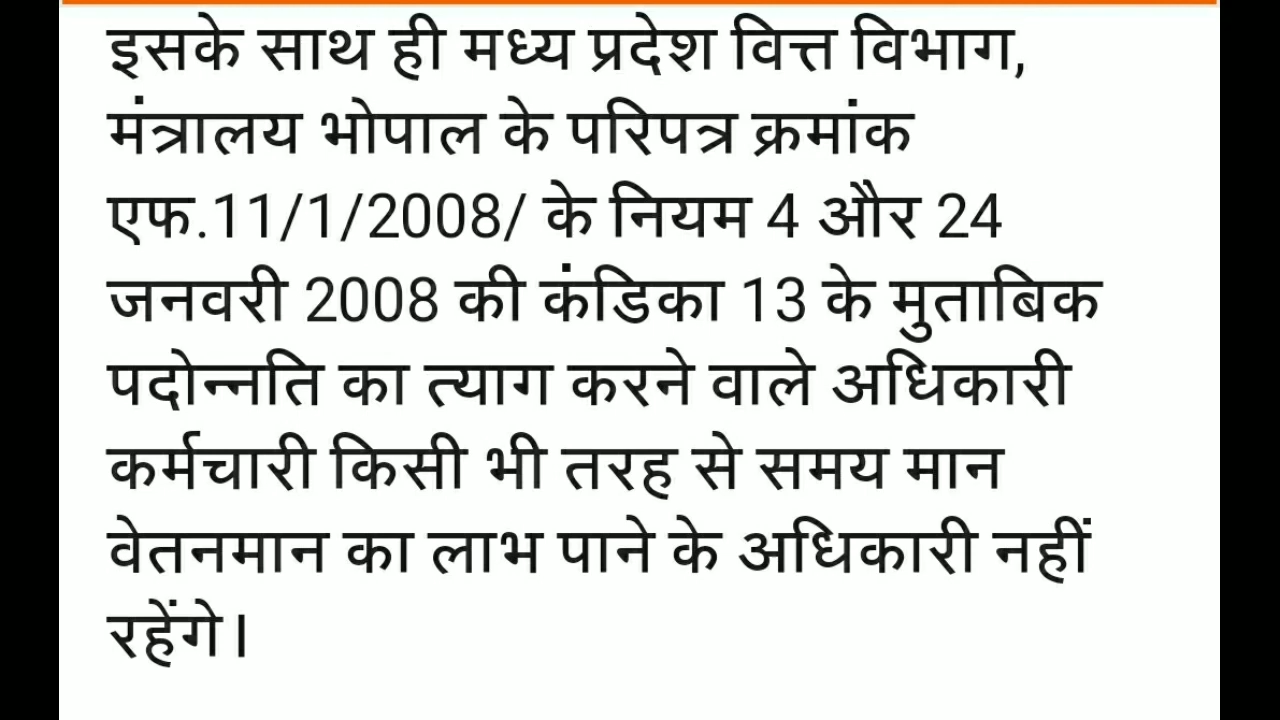 इसके साथ ही मध्य प्रदेश वित्त विभाग,
मंत्रालय भोपाल के परिपत्र क्रमांक
एफ.11/1/2008/ के नियम 4 और 24
जनवरी 2008 की कंडिका 13 के मुताबिक
पदोन्नति का त्याग करने वाले अधिकारी
कर्मचारी किसी भी तरह से समय मान
वेतनमान का लाभ पाने के अधिकारी नहीं
रहेंगे।